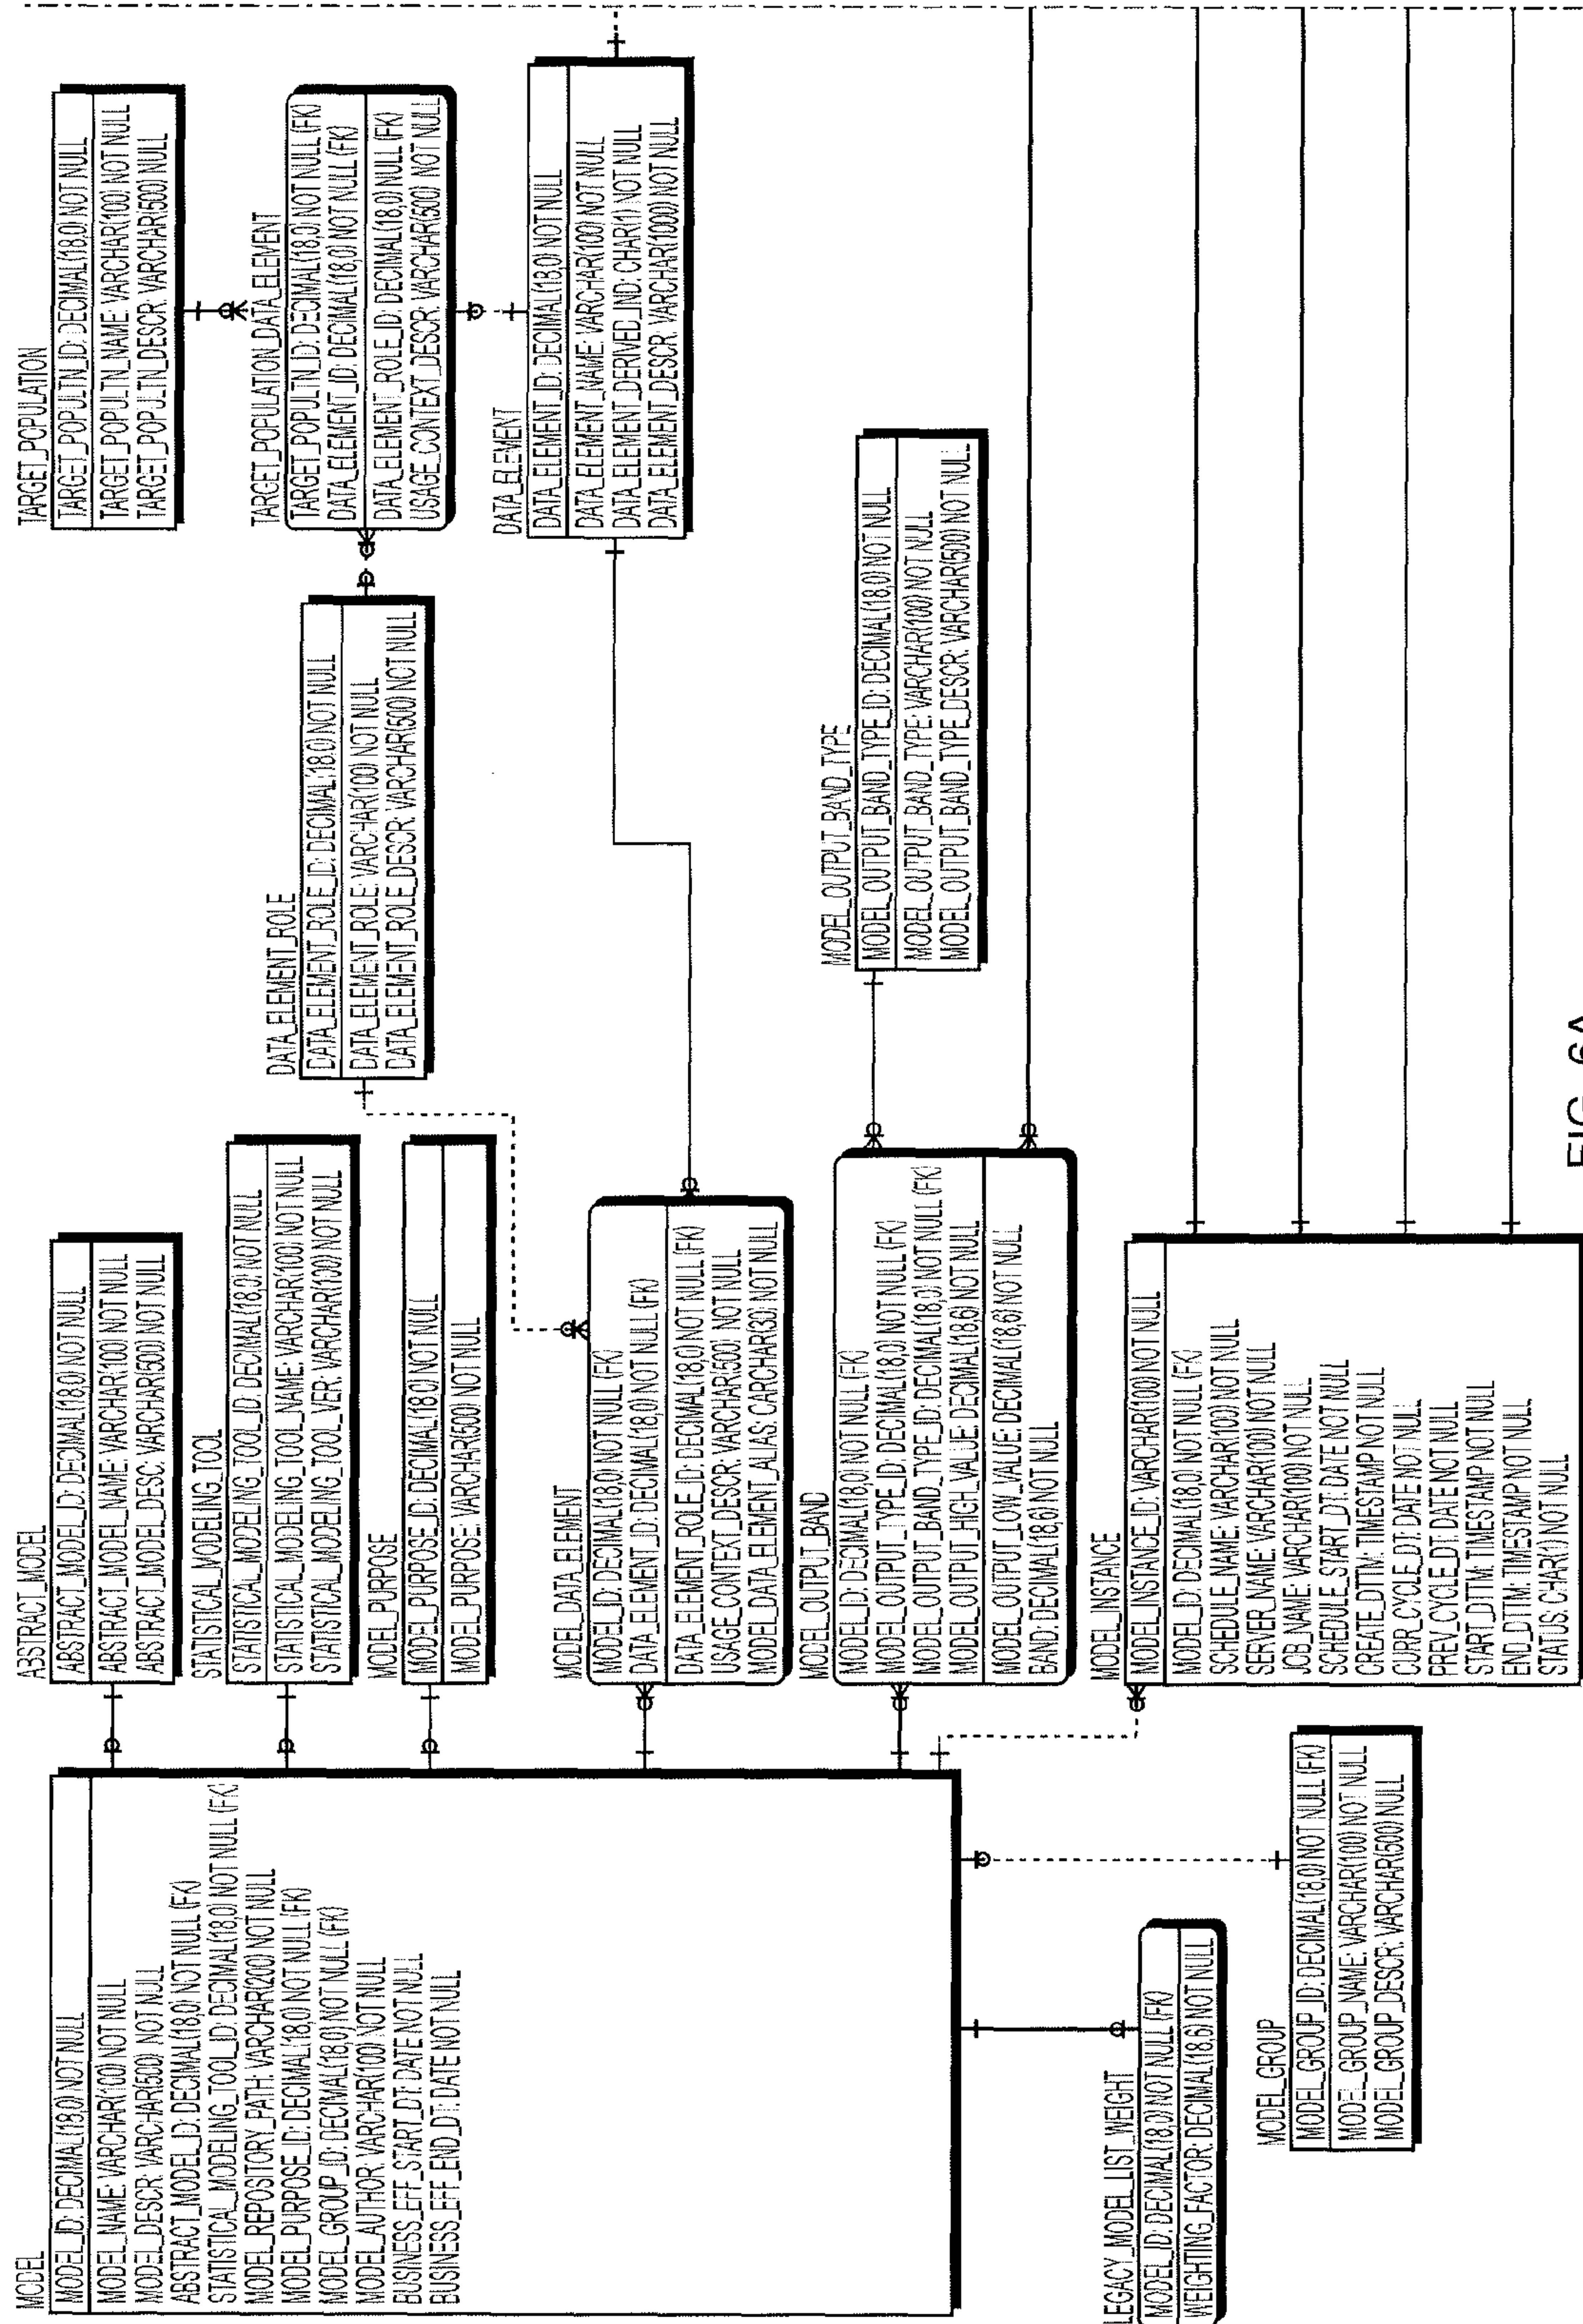 MODEL
MODEL_ID: DECIMAL(18,0) NOT NULL
MODEL_NAME: VARCHAR(100) NOT NULL
MODEL_DESCR: VARCHAR(500) NOT NULL
ABSTRACT_MODEL_ID: DECIMAL(18,0) NOT NULL (FK)
STATISTICAL_MODELING_TOOL_ID: DECIMAL(18,0) NOT NULL (FK)
MODEL_REPOSITORY_PATH: VARCHAR(200) NOT NULL
MODEL_PURPOSE_ID: DECIMAL(18,0) NOT NULL (FK)
MODEL_GROUP_ID: DECIMAL(18,0) NOT NULL (FK)
MODEL_AUTHOR: VARCHAR(100) NOT NULL
BUSINESS_EFF_START_DT: DATE NOT NULL
BUSINESS_EFF_END_DT: DATE NOT NULL
LEGACY_MODEL_LIST_WEIGHT
MODEL_ID: DECIMAL(18,0) NOT NULL (FK)
WEIGHTING_FACTOR: DECIMAL(18,6) NOT NULL
MODEL_GROUP
MODEL_GROUP_ID: DECIMAL(18,0) NOT NULL (FK)
MODEL_GROUP_NAME: VARCHAR(100) NOT NULL
MODEL_GROUP_DESCR: VARCHAR(500) NULL
ABSTRACT_MODEL
ABSTRACT_MODEL_ID: DECIMAL(18,0) NOT NULL
ABSTRACT_MODEL_NAME: VARCHAR(100) NOT NULL
ABSTRACT_MODEL_DESC: VARCHAR(500) NOT NULL
STATISTICAL_MODELING_TOOL
STATISTICAL_MODELING_TOOL_ID: DECIMAL(18,0) NOT NULL
STATISTICAL_MODELING_TOOL_NAME: VARCHAR(100) NOT NULL
STATISTICAL_MODELING_TOOL_VER: VARCHAR(100) NOT NULL
MODEL_PURPOSE
MODEL_PURPOSE_ID: DECIMAL(18,0) NOT NULL
MODEL_PURPOSE: VARCHAR(500) NOT NULL
MODEL_DATA_ELEMENT
MODEL_ID: DECIMAL(18,0) NOT NULL (FK)
DATA_ELEMENT_ID: DECIMAL(18,0) NOT NULL (FK)
DATA_ELEMENT_ROLE_ID: DECIMAL(18,0) NOT NULL (FK)
USAGE_CONTEXT_DESCR: VARCHAR(500) NOT NULL
MODEL_DATA_ELEMENT_ALIAS: CARCHAR(30) NOT NULL
MODEL_OUTPUT_BAND
MODEL_ID: DECIMAL(18,0) NOT NULL (FK)
MODEL_OUTPUT_TYPE_ID: DECIMAL(18,0) NOT NULL (FK)
MODEL_OUTPUT_BAND_TYPE_ID: DECIMAL(18,0) NOT NULL (FK)
MODEL_OUTPUT_HIGH_VALUE: DECIMAL(18,6) NOT NULL
MODEL_OUTPUT_LOW_VALUE: DECIMAL(18,6) NOT NULL
BAND: DECIMAL(18,6) NOT NULL
MODEL_INSTANCE
MODEL_INSTANCE_ID: VARCHAR(100) NOT NULL
MODEL_ID: DECIMAL(18,0) NOT NULL (FK)
SCHEDULE_NAME: VARCHAR(100) NOT NULL
SERVER_NAME: VARCHAR(100) NOT NULL
JOB_NAME: VARCHAR(100) NOT NULL
SCHEDULE_START_DT: DATE NOT NULL
CREATE_DTTM: TIMESTAMP NOT NULL
CURR_CYCLE_DT: DATE NOT NULL
PREV_CYCLE_DT: DATE NOT NULL
START_DTTM: TIMESTAMP NOT NULL
END_DTTM: TIMESTAMP NOT NULL
STATUS: CHAR(1) NOT NULL
DATA_ELEMENT_ROLE
DATA_ELEMENT_ROLE_ID: DECIMAL(18,0) NOT NULL
DATA_ELEMENT_ROLE: VARCHAR(100) NOT NULL
DATA_ELEMENT_ROLE_DESCR: VARCHAR(500) NOT NULL
MODEL_OUTPUT_BAND_TYPE
MODEL_OUTPUT_BAND_TYPE_ID: DECIMAL(18,0) NOT NULL
MODEL_OUTPUT_BAND_TYPE: VARCHAR(100) NOT NULL
MODEL_OUTPUT_BAND_TYPE_DESCR: VARCHAR(500) NOT NULL
TARGET_POPULATION
TARGET_POPULTN_ID: DECIMAL(18,0) NOT NULL
TARGET_POPULTN_NAME: VARCHAR(100) NOT NULL
TARGET_POPULTN_DESCR: VARCHAR(500) NULL
TARGET_POPULATION_DATA_ELEMENT
TARGET_POPULTN_ID: DECIMAL(18,0) NOT NULL (FK)
DATA_ELEMENT_ID: DECIMAL(18,0) NOT NULL (FK)
DATA_ELEMENT_ROLE_ID: DECIMAL(18,0) NULL (FK)
USAGE_CONTEXT_DESCR: VARCHAR(500) NOT NULL
DATA_ELEMENT
DATA_ELEMENT_ID: DECIMAL(18,0) NOT NULL
DATA_ELEMENT_NAME: VARCHAR(100) NOT NULL
DATA_ELEMENT_DERIVED_IND: CHAR(1) NOT NULL
DATA_ELEMENT_DESCR: VARCHAR(1000) NOT NULL
FIG. 6A